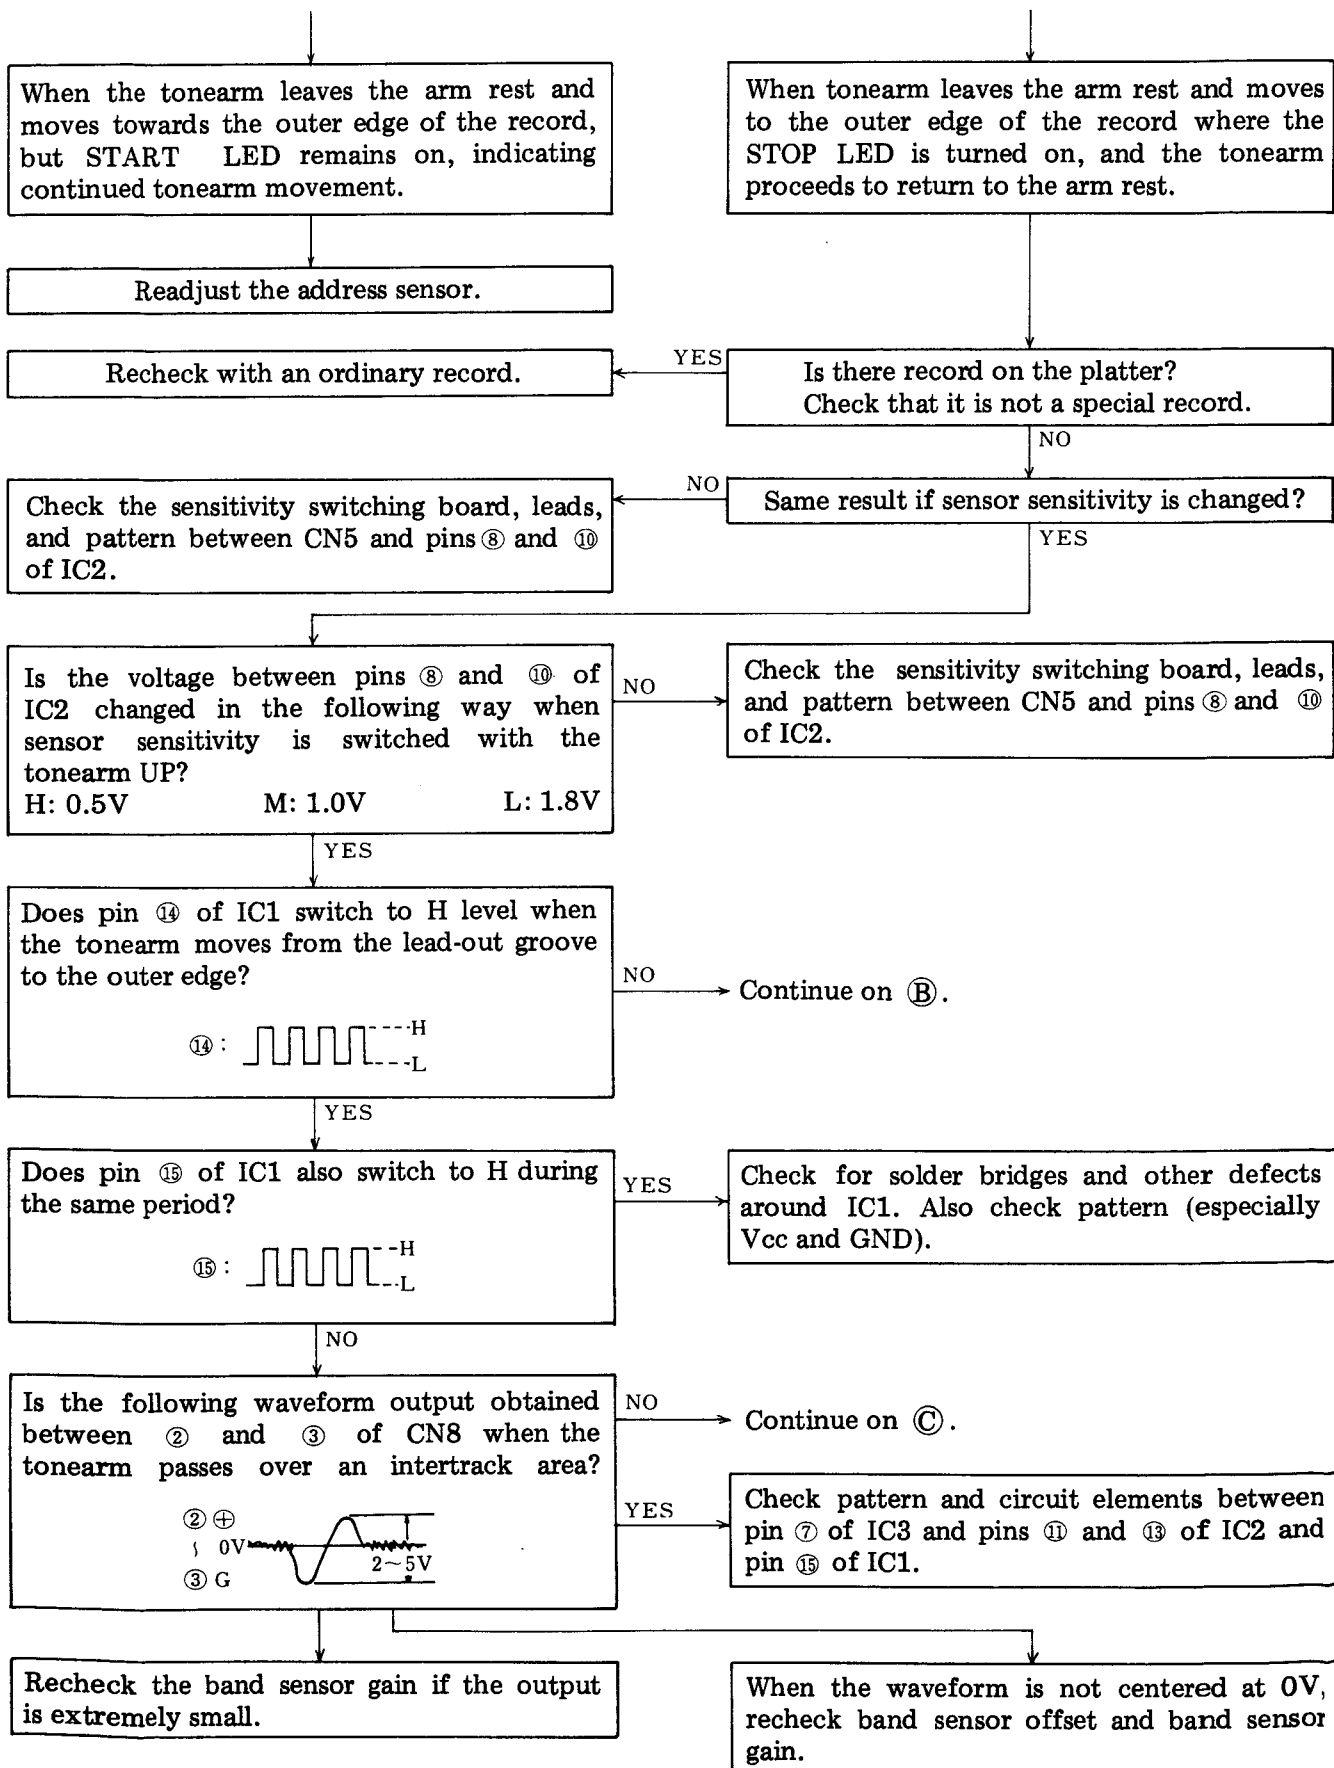 When the tonearm leaves the arm rest and
moves towards the outer edge of the record,
but START LED remains on, indicating
continued tonearm movement.
When tonearm leaves the arm rest and moves
to the outer edge of the record where the
STOP LED is turned on, and the tonearm
proceeds to return to the arm rest.
Readjust the address sensor.
Recheck with an ordinary record.
YES
Is there record on the platter?
Check that it is not a special record.
NO
Check the sensitivity switching board, leads,
and pattern between CN5 and pins ⑧ and ⑩
of IC2.
NO
Same result if sensor sensitivity is changed?
YES
Is the voltage between pins ⑧ and ⑩ of
IC2 changed in the following way when
sensor sensitivity is switched with the
tonearm UP?
H: 0.5V M: 1.0V L: 1.8V
NO
Check the sensitivity switching board, leads,
and pattern between CN5 and pins ⑧ and ⑩
of IC2.
YES
Does pin ⑭ of IC1 switch to H level when
the tonearm moves from the lead-out groove
to the outer edge?
⑭ : H
L
NO
Continue on Ⓑ.
YES
Does pin ⑮ of IC1 also switch to H during
the same period?
⑮ : H
L
YES
Check for solder bridges and other defects
around IC1. Also check pattern (especially
Vcc and GND).
NO
Is the following waveform output obtained
between ② and ③ of CN8 when the
tonearm passes over an intertrack area?
② ⊕
~ 0V
③ G
2~5V
NO
Continue on Ⓒ.
YES
Check pattern and circuit elements between
pin ⑦ of IC3 and pins ⑪ and ⑬ of IC2 and
pin ⑮ of IC1.
Recheck the band sensor gain if the output
is extremely small.
When the waveform is not centered at 0V,
recheck band sensor offset and band sensor
gain.